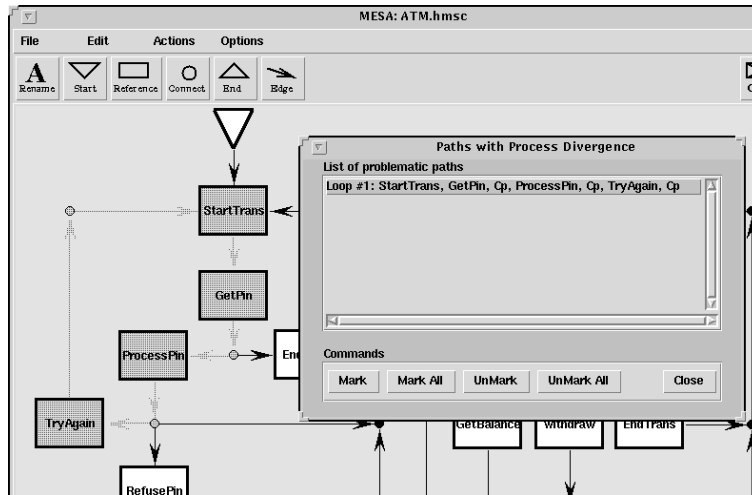 MESA: ATM.hmsc
File Edit Actions Options
A
Rename Start Reference Connect End Edge
Paths with Process Divergence
List of problematic paths
Loop #1: StartTrans, GetPin, Cp, ProcessPin, Cp, TryAgain, Cp
StartTrans
GetPin
ProcessPin
Commands
Mark Mark All UnMark UnMark All Close
TryAgain
GetBalance withdraw EndTrans
RefusePin